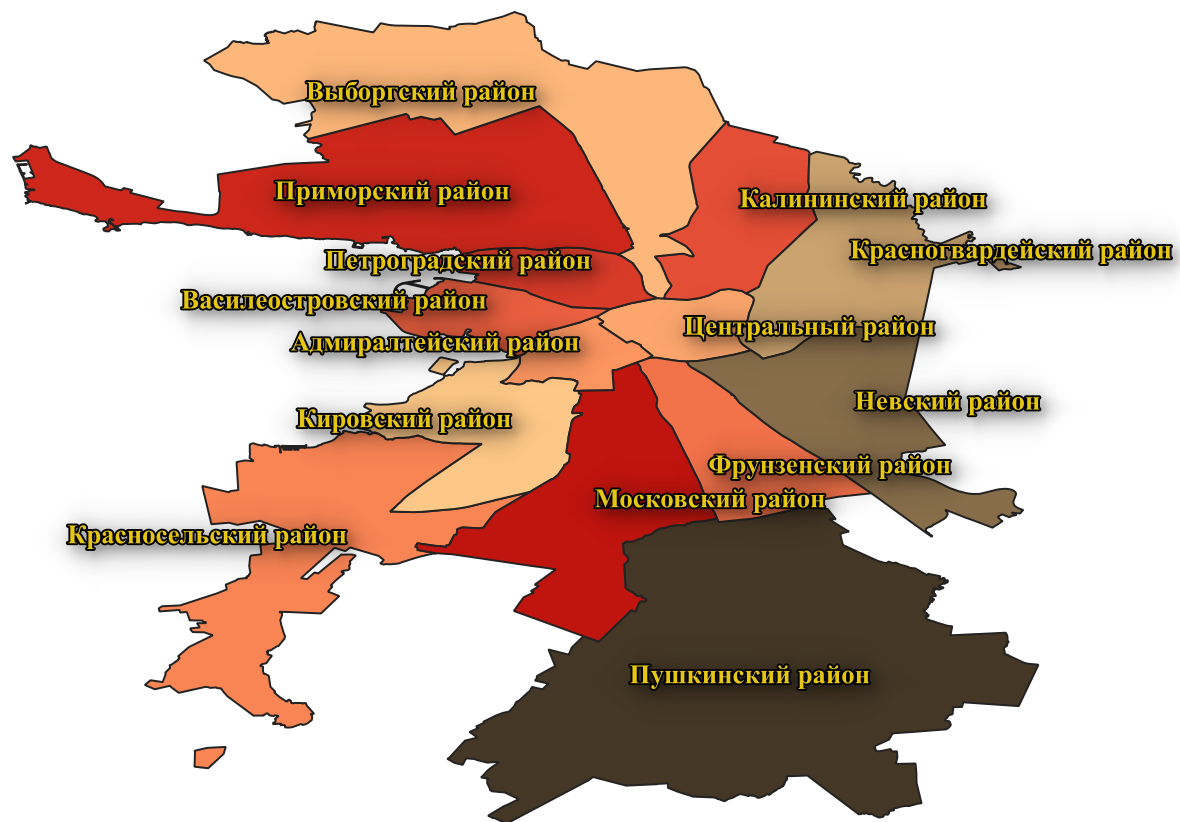 Выборгский район
Приморский район
Калининский район
Красногвардейский район
Петроградский район
Василеостровский район
Центральный район
Адмиралтейский район
Невский район
Кировский район
Фрунзенский район
Московский район
Красносельский район
Пушкинский район